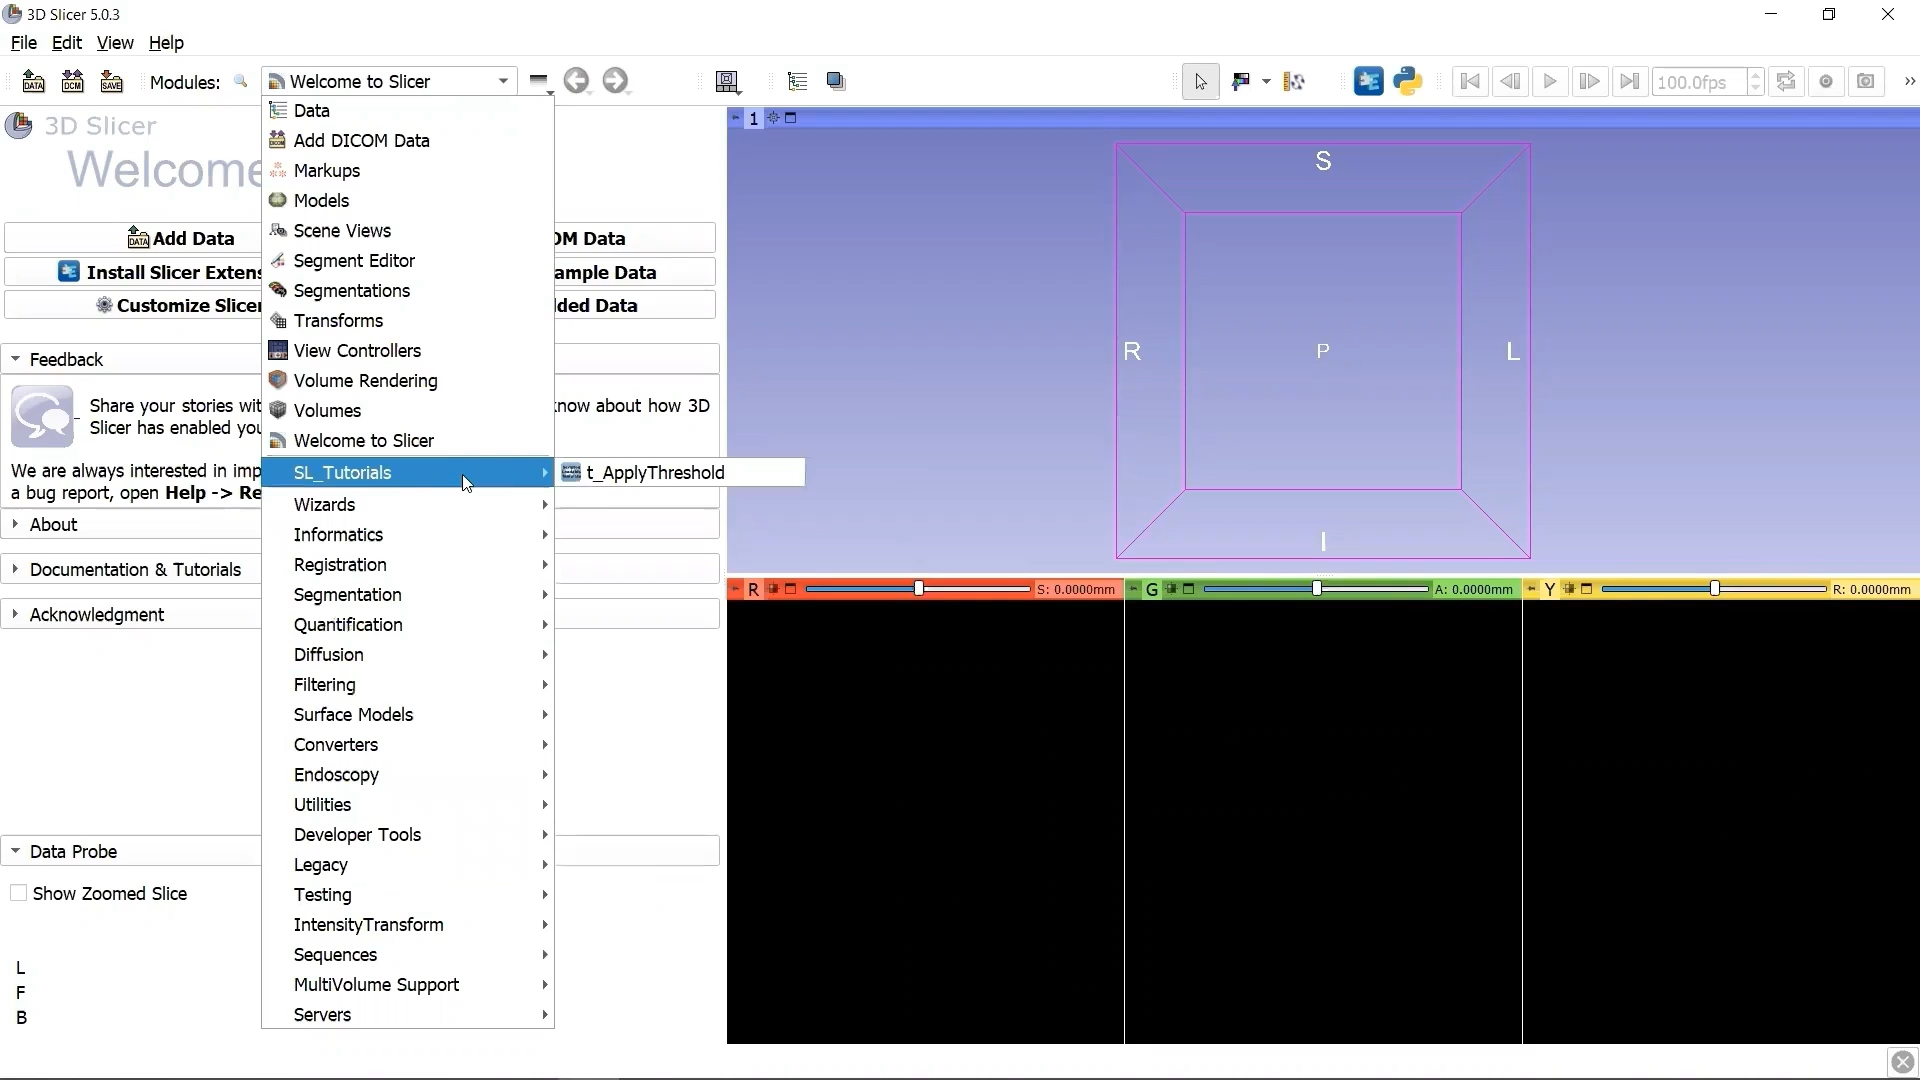 3D Slicer 5.0.3
File Edit View Help
DATA DCM SAVE Modules: Welcome to Slicer 100.0fps »
3D Slicer
Welcome
Add Data
OM Data
Install Slicer Extens
ample Data
Customize Slicer
ded Data
Feedback
Share your stories wit
know about how 3D
Slicer has enabled you
We are always interested in imp
a bug report, open Help -> Re
About
Documentation & Tutorials
Acknowledgment
Data Probe
Show Zoomed Slice
L
F
B
Data
Add DICOM Data
Markups
Models
Scene Views
Segment Editor
Segmentations
Transforms
View Controllers
Volume Rendering
Volumes
Welcome to Slicer
SL_Tutorials
t_ApplyThreshold
Wizards
Informatics
Registration
Segmentation
Quantification
Diffusion
Filtering
Surface Models
Converters
Endoscopy
Utilities
Developer Tools
Legacy
Testing
IntensityTransform
Sequences
MultiVolume Support
Servers
1
S
R P L
I
R S: 0.0000mm
G A: 0.0000mm
Y R: 0.0000mm